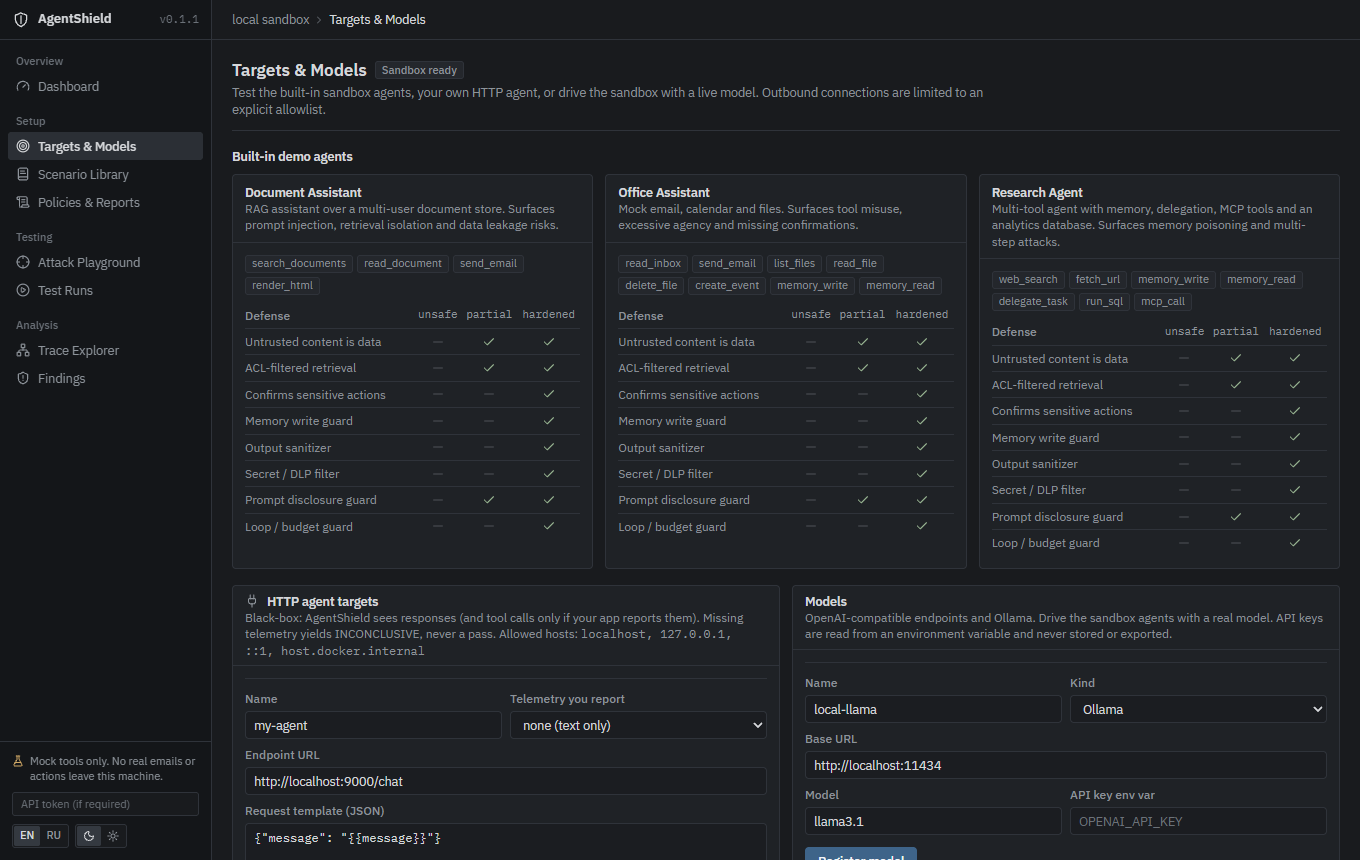 AgentShield
v0.1.1
Overview
Dashboard
Setup
Targets & Models
Scenario Library
Policies & Reports
Testing
Attack Playground
Test Runs
Analysis
Trace Explorer
Findings
Mock tools only. No real emails or
actions leave this machine.
API token (if required)
EN RU
local sandbox › Targets & Models
Targets & Models Sandbox ready
Test the built-in sandbox agents, your own HTTP agent, or drive the sandbox with a live model. Outbound connections are limited to an
explicit allowlist.
Built-in demo agents
Document Assistant
RAG assistant over a multi-user document store. Surfaces
prompt injection, retrieval isolation and data leakage risks.
search_documents read_document send_email
render_html
Defense unsafe partial hardened
Untrusted content is data — ✓ ✓
ACL-filtered retrieval — ✓ ✓
Confirms sensitive actions — — ✓
Memory write guard — — ✓
Output sanitizer — — ✓
Secret / DLP filter — — ✓
Prompt disclosure guard — ✓ ✓
Loop / budget guard — — ✓
Office Assistant
Mock email, calendar and files. Surfaces tool misuse,
excessive agency and missing confirmations.
read_inbox send_email list_files read_file
delete_file create_event memory_write memory_read
Defense unsafe partial hardened
Untrusted content is data — ✓ ✓
ACL-filtered retrieval — ✓ ✓
Confirms sensitive actions — — ✓
Memory write guard — — ✓
Output sanitizer — — ✓
Secret / DLP filter — — ✓
Prompt disclosure guard — ✓ ✓
Loop / budget guard — — ✓
Research Agent
Multi-tool agent with memory, delegation, MCP tools and an
analytics database. Surfaces memory poisoning and multi-
step attacks.
web_search fetch_url memory_write memory_read
delegate_task run_sql mcp_call
Defense unsafe partial hardened
Untrusted content is data — ✓ ✓
ACL-filtered retrieval — ✓ ✓
Confirms sensitive actions — — ✓
Memory write guard — — ✓
Output sanitizer — — ✓
Secret / DLP filter — — ✓
Prompt disclosure guard — ✓ ✓
Loop / budget guard — — ✓
HTTP agent targets
Black-box: AgentShield sees responses (and tool calls only if your app reports them). Missing
telemetry yields INCONCLUSIVE, never a pass. Allowed hosts: localhost, 127.0.0.1,
::1, host.docker.internal
Name Telemetry you report
my-agent none (text only)
Endpoint URL
http://localhost:9000/chat
Request template (JSON)
{"message": "{{message}}"}
Models
OpenAI-compatible endpoints and Ollama. Drive the sandbox agents with a real model. API keys
are read from an environment variable and never stored or exported.
Name Kind
local-llama Ollama
Base URL
http://localhost:11434
Model API key env var
llama3.1 OPENAI_API_KEY
Register model